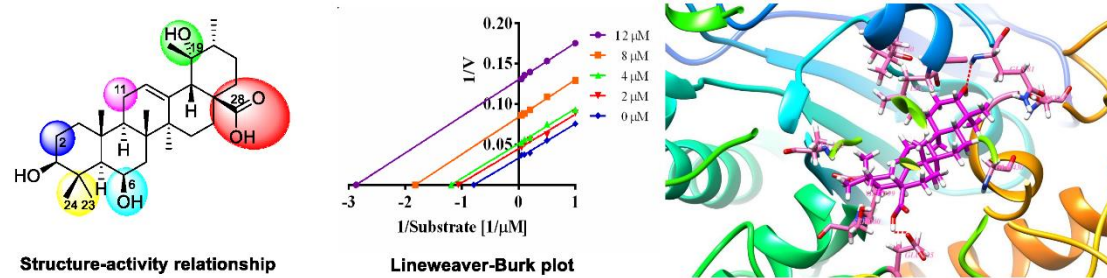 HO
19
11
28
O
OH
2
HO
6
24 23
OH
H
H
H
Structure-activity relationship
1/V
0.20
0.15
0.10
0.05
-3
-2
-1
0
1
1/Substrate [1/μM]
12 μM
8 μM
4 μM
2 μM
0 μM
Lineweaver-Burk plot